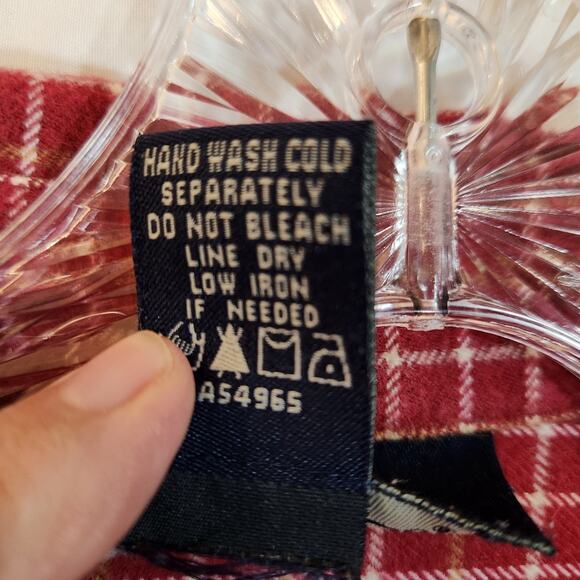 HAND WASH COLD
SEPARATELY
DO NOT BLEACH
LINE DRY
LOW IRON
IF NEEDED
A54965